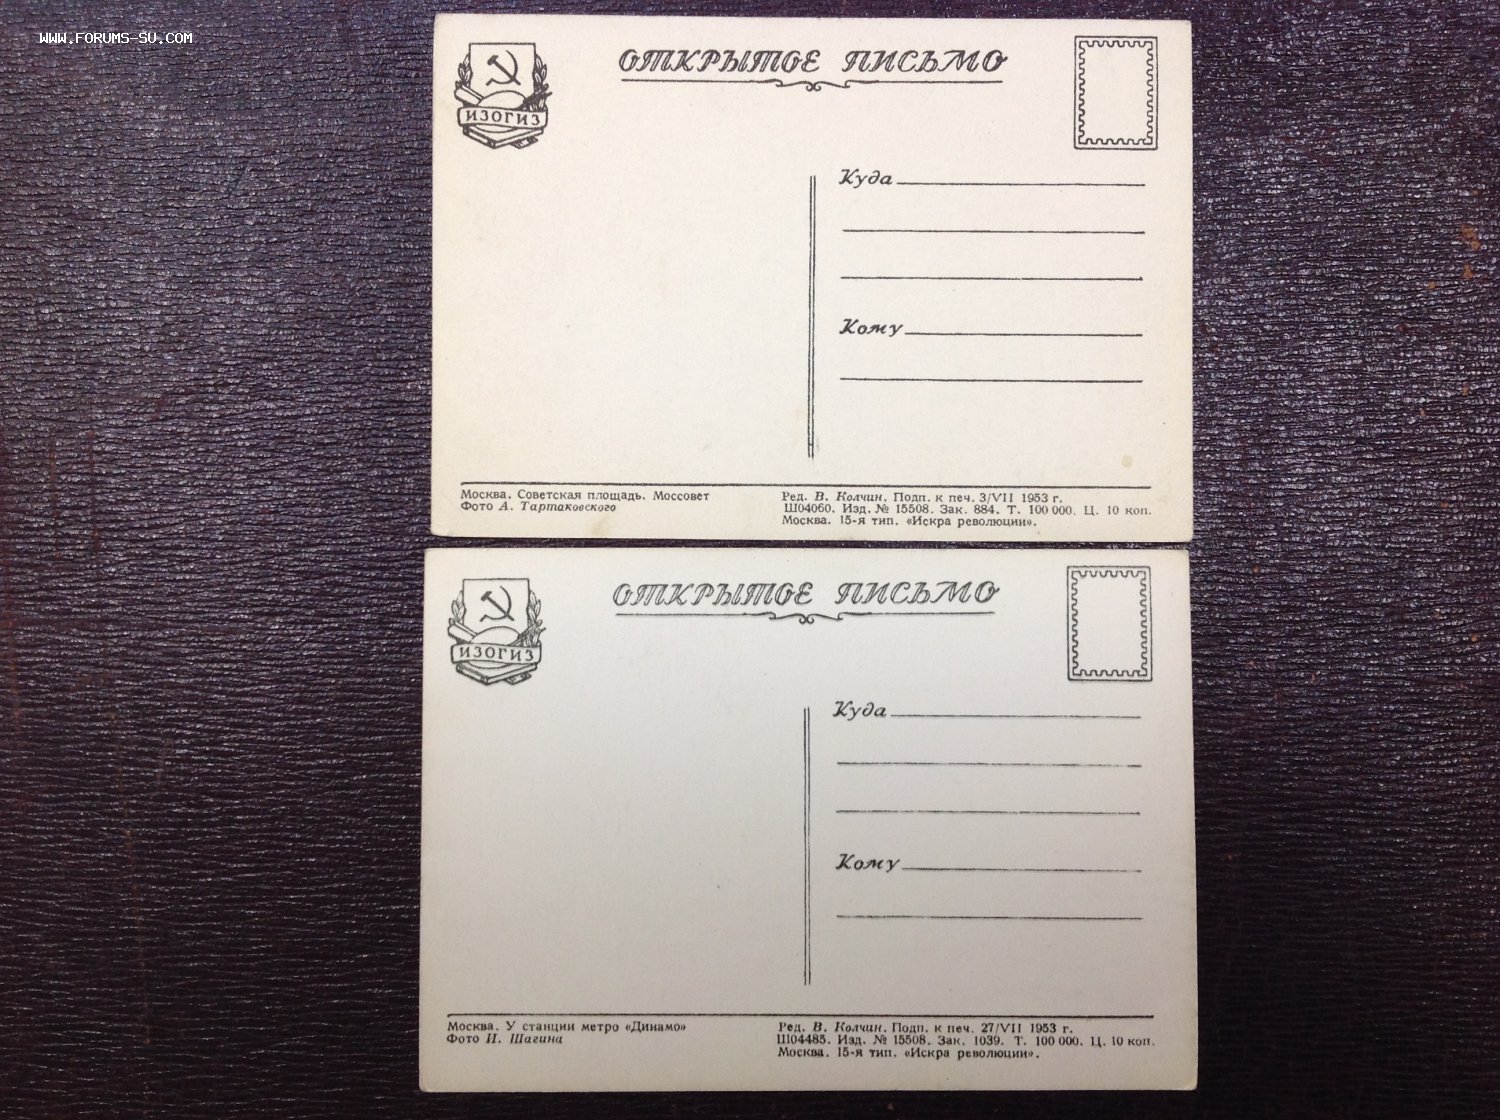 WWW.FORUMS-SU.COM
ИЗОГИЗ
ОТКРЫТОЕ ПИСЬМО
Куда
Кому
Москва. Советская площадь. Моссовет
Фото А. Тартаковского
Ред. В. Колчин. Подп. к печ. 3/VII 1953 г.
Ш04060. Изд. № 15508. Зак. 884. Т. 100 000. Ц. 10 коп.
Москва. 15-я тип. «Искра революции».
ИЗОГИЗ
ОТКРЫТОЕ ПИСЬМО
Куда
Кому
Москва. У станции метро «Динамо»
Фото И. Шагина
Ред. В. Колчин. Подп. к печ. 27/VII 1953 г.
Ш04485. Изд. № 15508. Зак. 1039. Т. 100 000. Ц. 10 коп.
Москва. 15-я тип. «Искра революции».